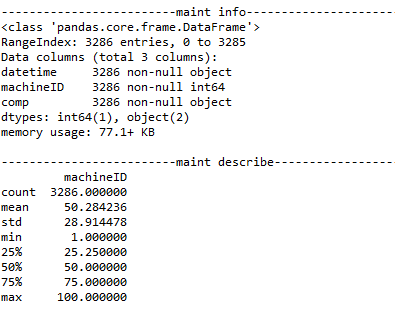 -------------------------maint info----------------------
<class 'pandas.core.frame.DataFrame'>
RangeIndex: 3286 entries, 0 to 3285
Data columns (total 3 columns):
datetime     3286 non-null object
machineID    3286 non-null int64
comp         3286 non-null object
dtypes: int64(1), object(2)
memory usage: 77.1+ KB
-------------------------maint describe------------------
         machineID
count  3286.000000
mean     50.284236
std      28.914478
min       1.000000
25%      25.250000
50%      50.000000
75%      75.000000
max     100.000000